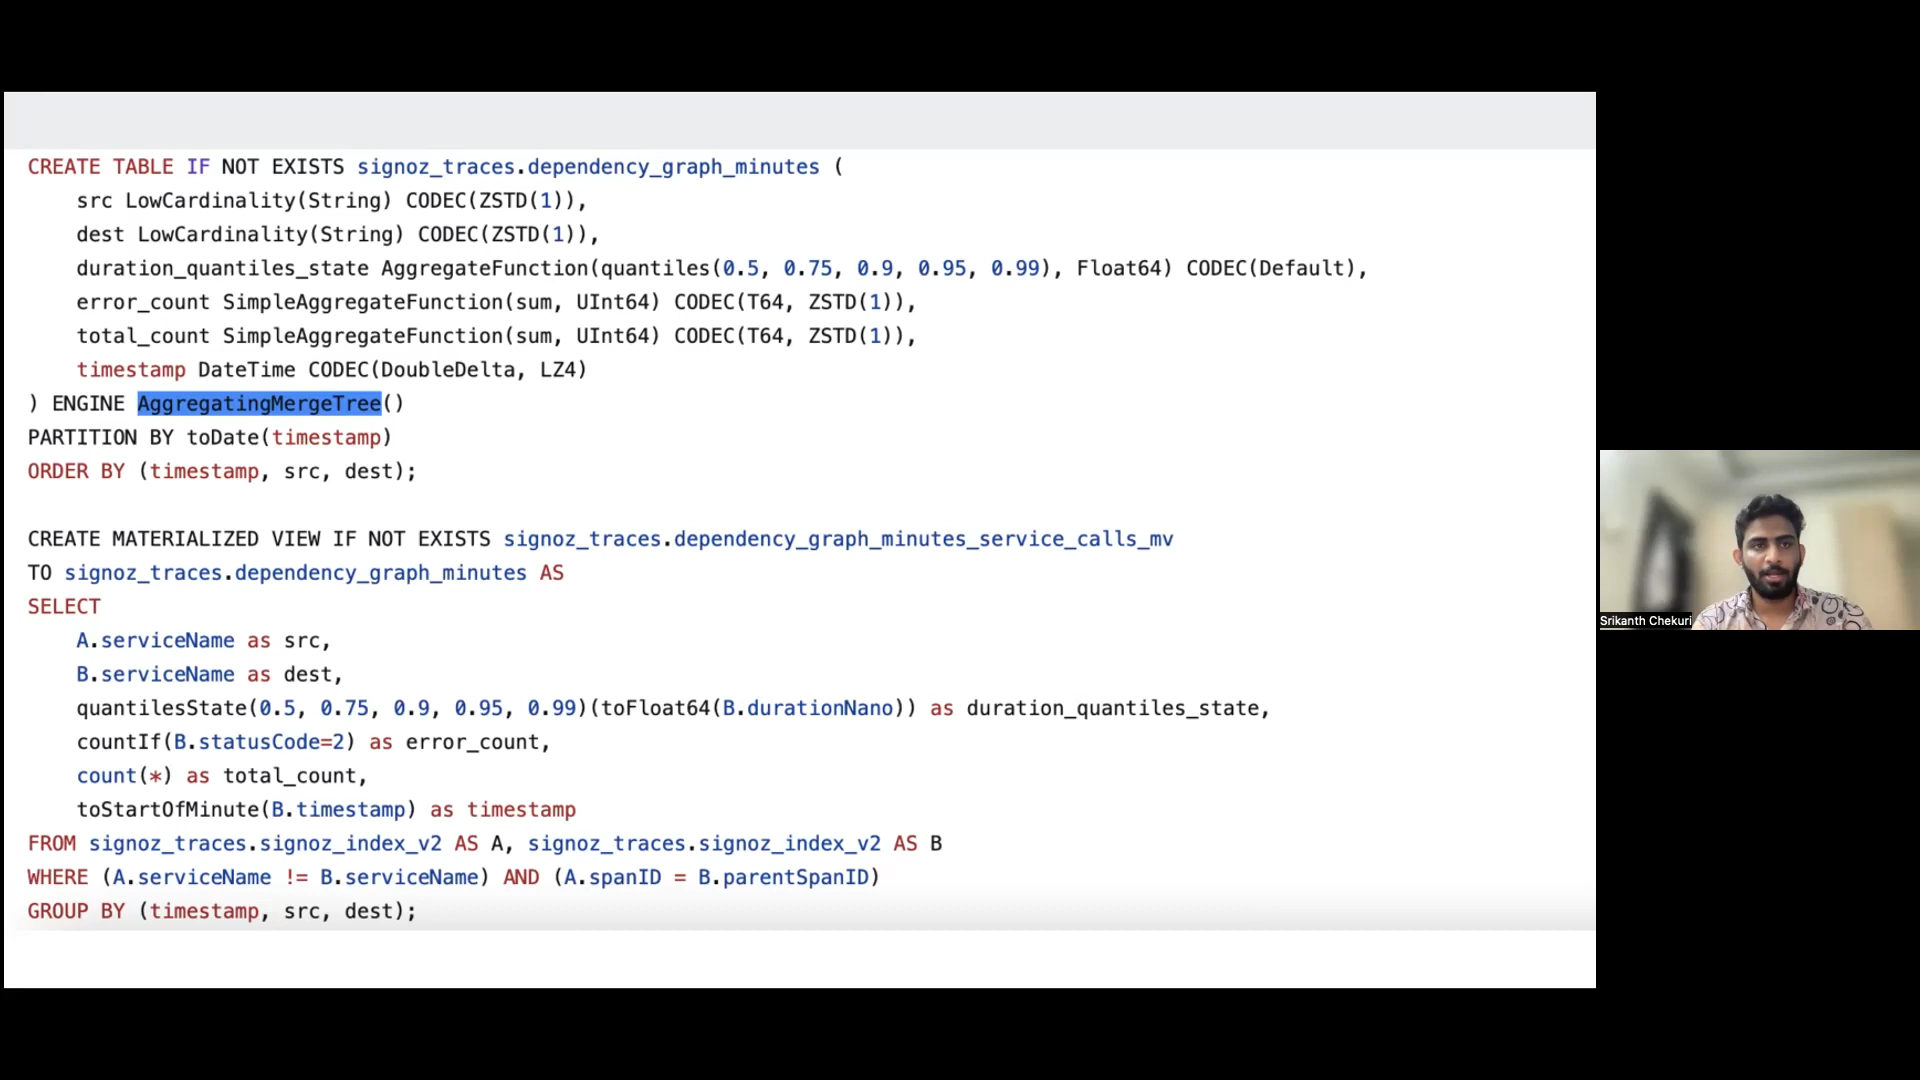 CREATE TABLE IF NOT EXISTS signoz_traces.dependency_graph_minutes (
    src LowCardinality(String) CODEC(ZSTD(1)),
    dest LowCardinality(String) CODEC(ZSTD(1)),
    duration_quantiles_state AggregateFunction(quantiles(0.5, 0.75, 0.9, 0.95, 0.99), Float64) CODEC(Default),
    error_count SimpleAggregateFunction(sum, UInt64) CODEC(T64, ZSTD(1)),
    total_count SimpleAggregateFunction(sum, UInt64) CODEC(T64, ZSTD(1)),
    timestamp DateTime CODEC(DoubleDelta, LZ4)
) ENGINE AggregatingMergeTree()
PARTITION BY toDate(timestamp)
ORDER BY (timestamp, src, dest);

CREATE MATERIALIZED VIEW IF NOT EXISTS signoz_traces.dependency_graph_minutes_service_calls_mv
TO signoz_traces.dependency_graph_minutes AS
SELECT
    A.serviceName as src,
    B.serviceName as dest,
    quantilesState(0.5, 0.75, 0.9, 0.95, 0.99)(toFloat64(B.durationNano)) as duration_quantiles_state,
    countIf(B.statusCode=2) as error_count,
    count(*) as total_count,
    toStartOfMinute(B.timestamp) as timestamp
FROM signoz_traces.signoz_index_v2 AS A, signoz_traces.signoz_index_v2 AS B
WHERE (A.serviceName != B.serviceName) AND (A.spanID = B.parentSpanID)
GROUP BY (timestamp, src, dest);
Srikanth Chekuri